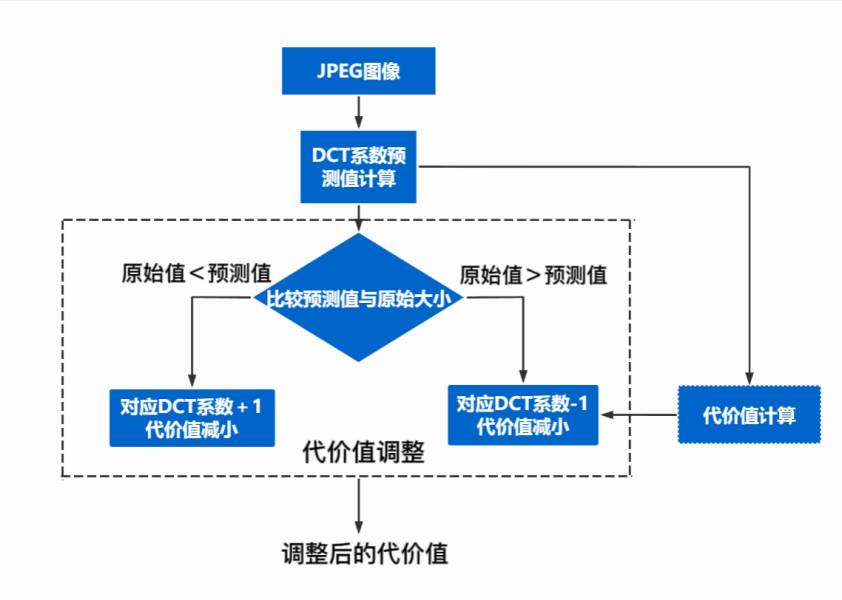 JPEG图像
DCT系数预
测值计算
原始值＜预测值
原始值＞预测值
比较预测值与原始大小
对应DCT系数＋1
代价值减小
对应DCT系数-1
代价值减小
代价值计算
代价值调整
调整后的代价值